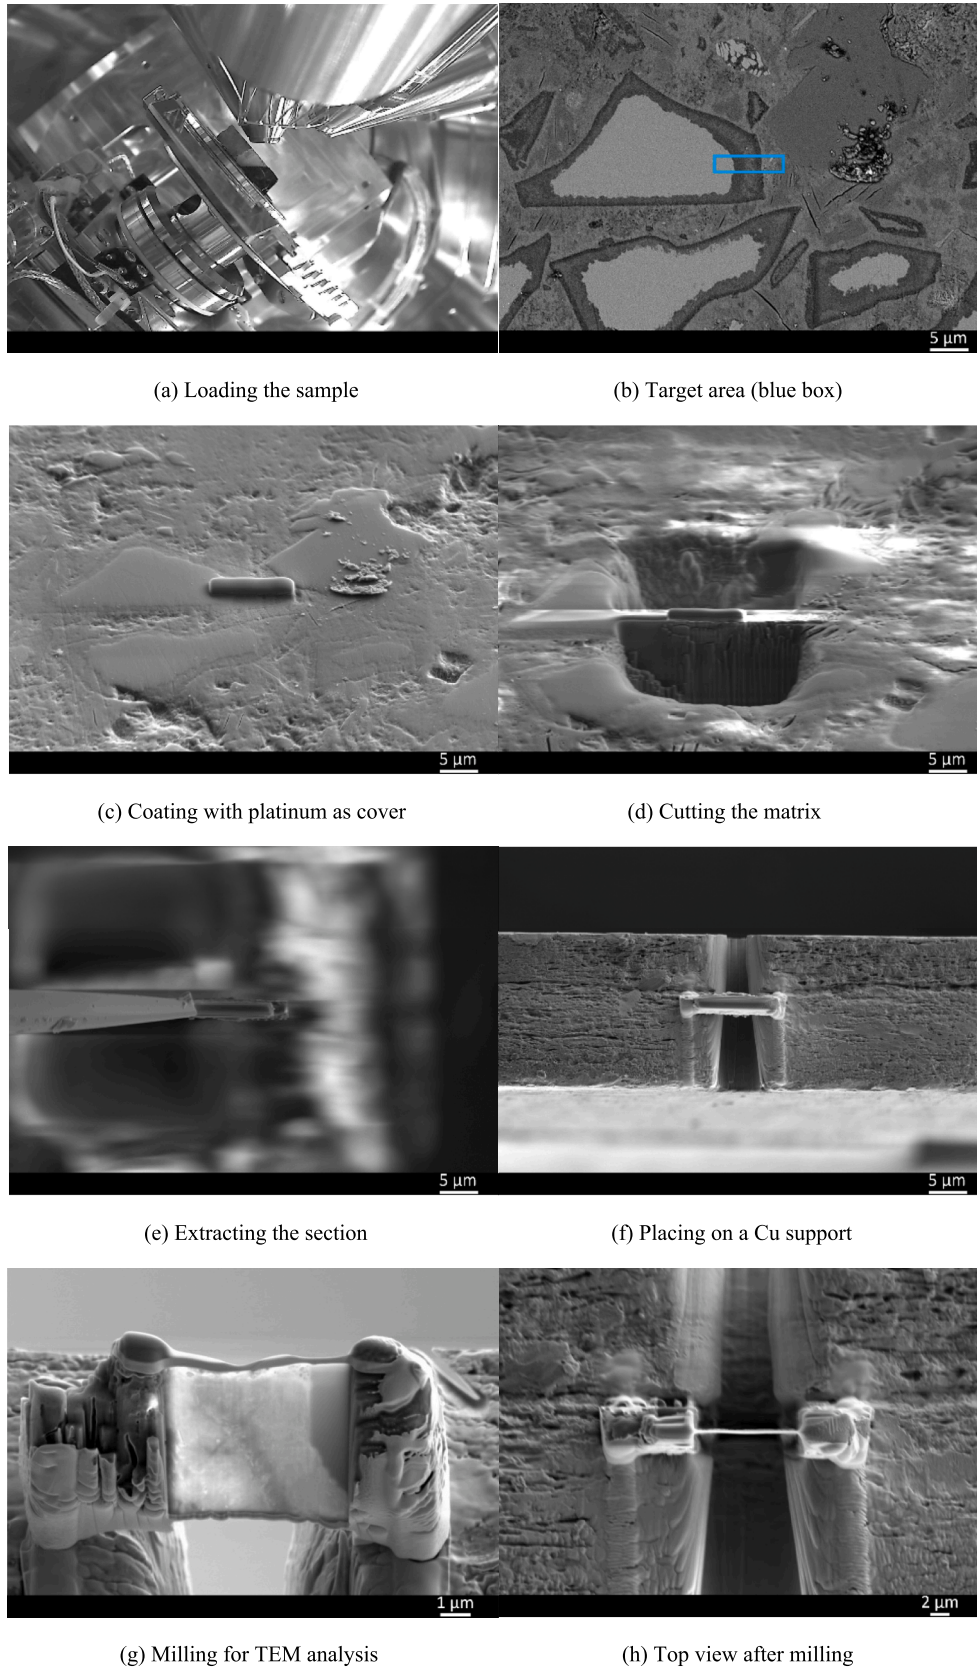 5 µm
(a) Loading the sample
(b) Target area (blue box)
5 µm
5 µm
(c) Coating with platinum as cover
(d) Cutting the matrix
5 µm
5 µm
(e) Extracting the section
(f) Placing on a Cu support
1 µm
2 µm
(g) Milling for TEM analysis
(h) Top view after milling